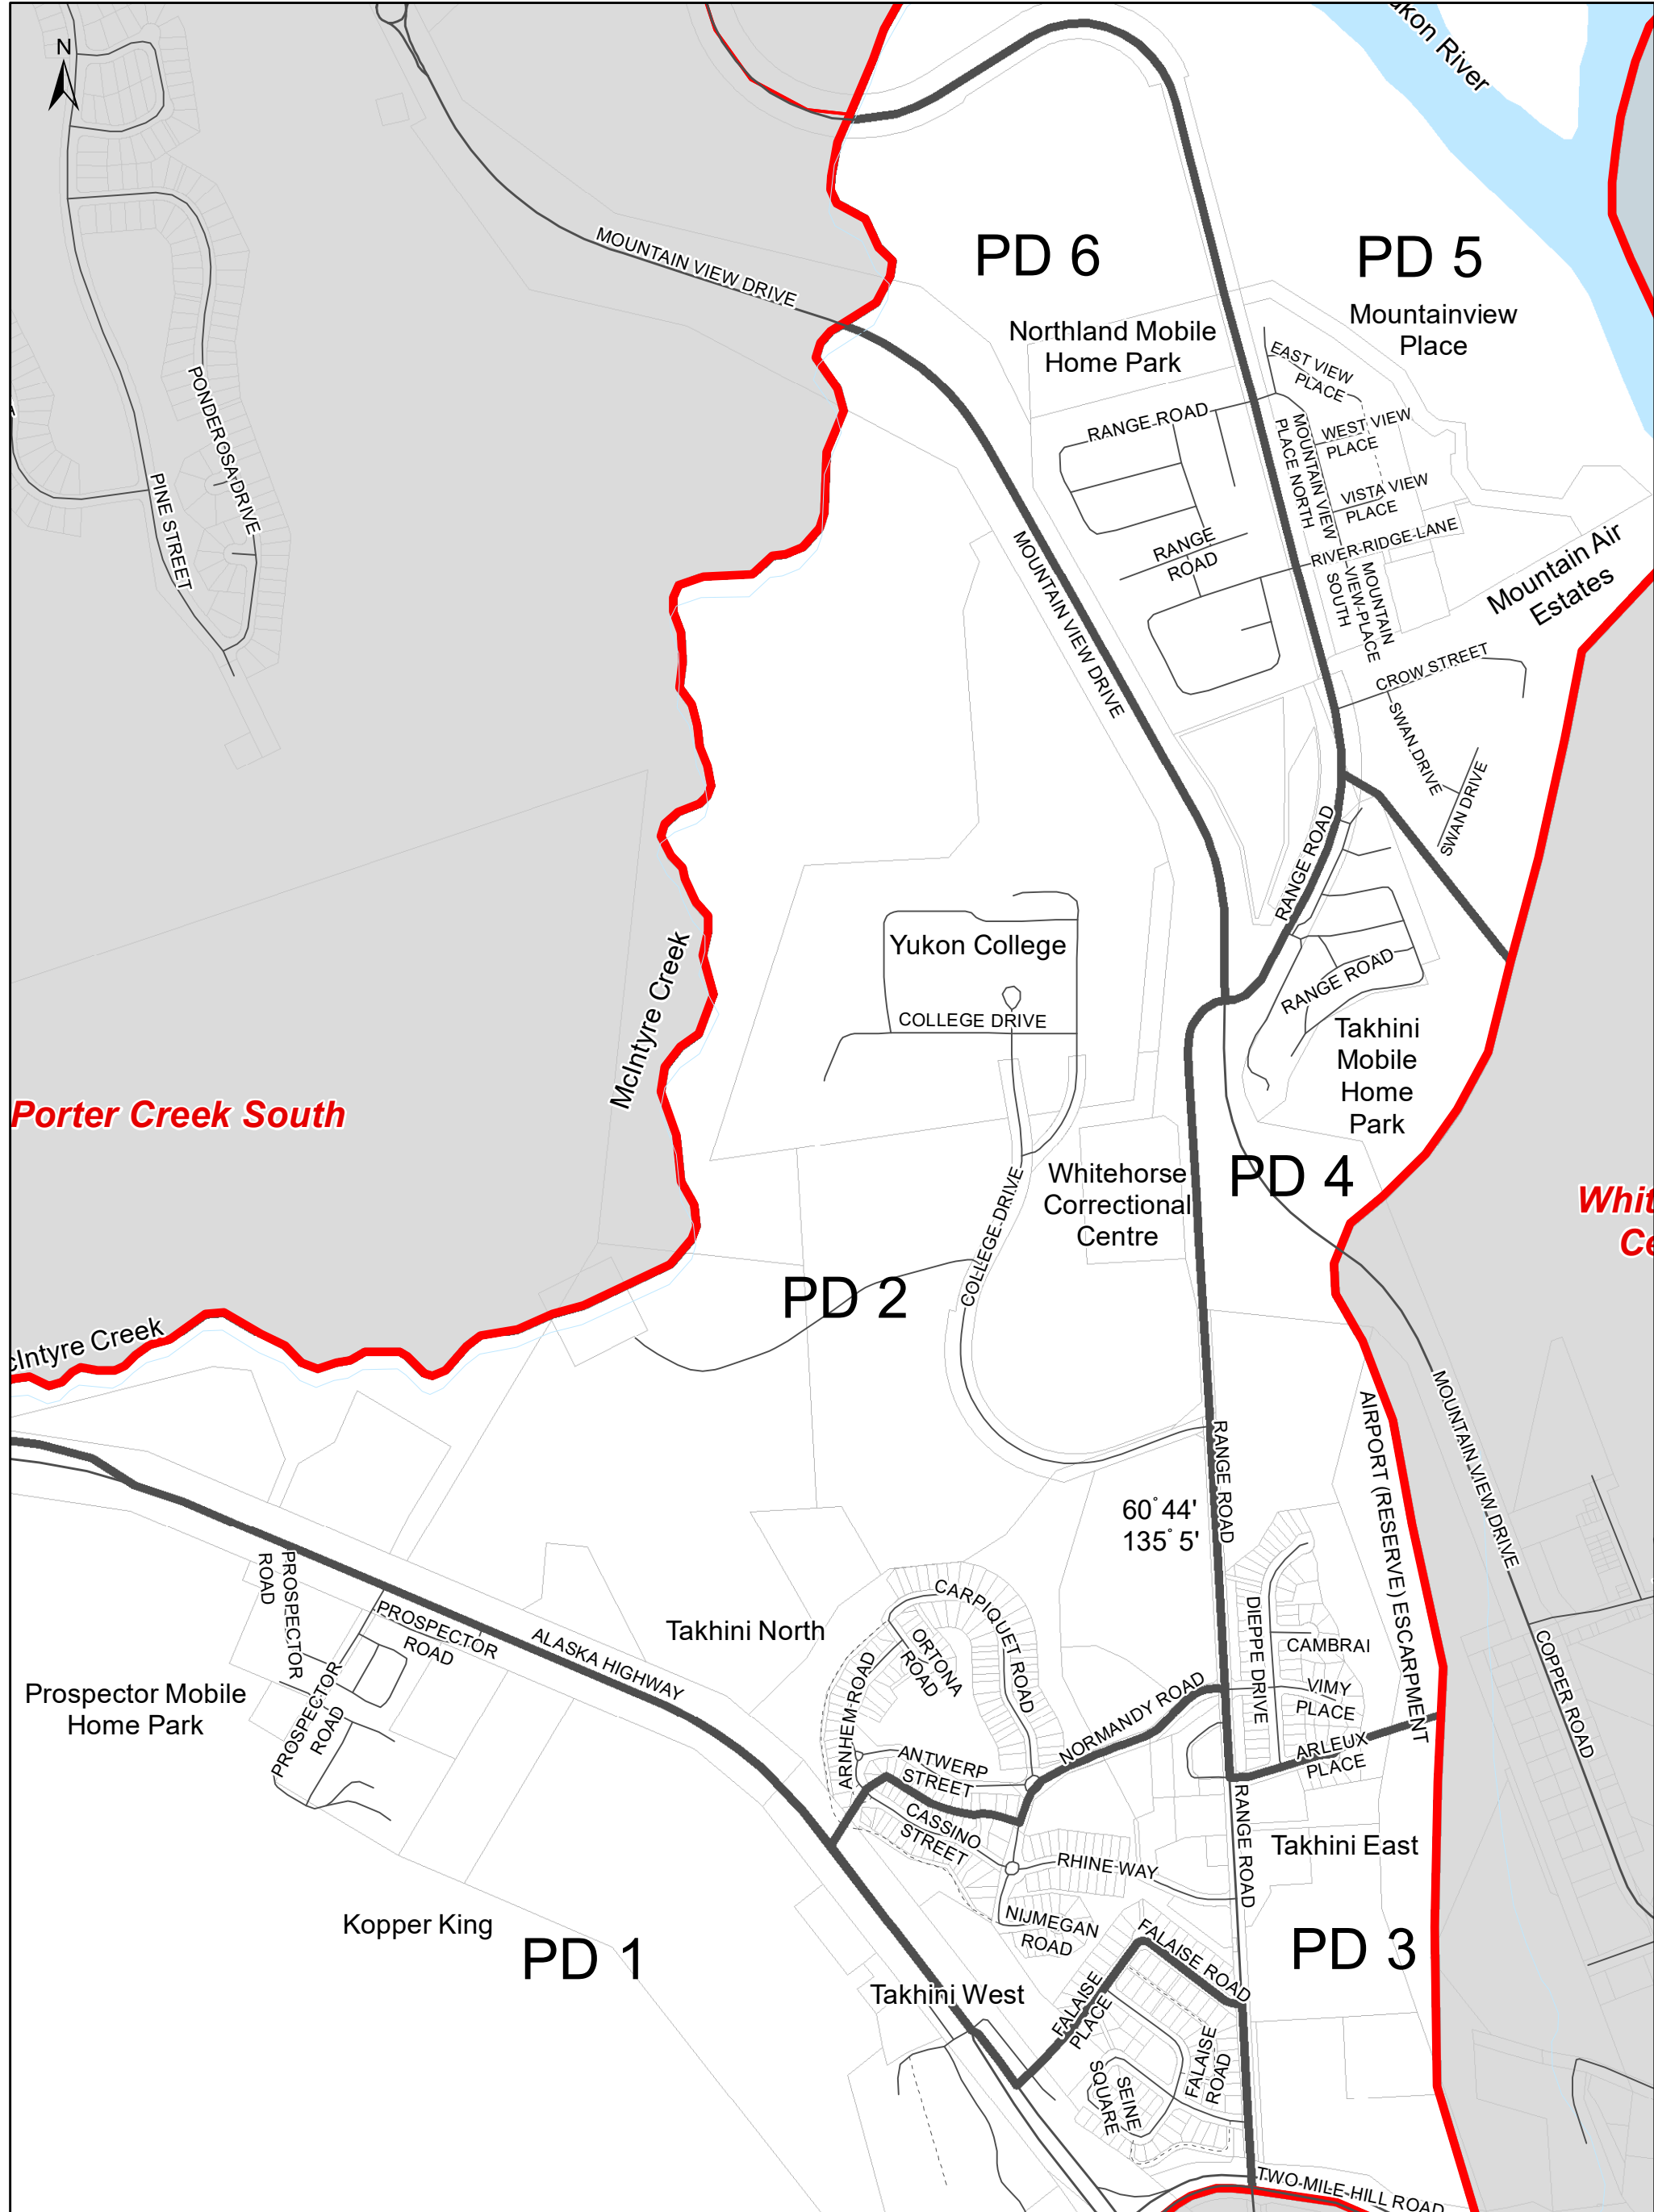 N
Yukon River
MOUNTAIN VIEW DRIVE
PD 6
PD 5
Northland Mobile
Home Park
Mountainview
Place
EAST VIEW
PLACE
PONDEROSA DRIVE
PINE STREET
RANGE ROAD
MOUNTAIN VIEW
PLACE NORTH
WEST VIEW
PLACE
VISTA VIEW
PLACE
RIVER RIDGE LANE
RANGE
ROAD
MOUNTAIN
VIEW PLACE
SOUTH
Mountain Air
Estates
MOUNTAIN VIEW DRIVE
CROW STREET
SWAN DRIVE
SWAN DRIVE
RANGE ROAD
Yukon College
COLLEGE DRIVE
RANGE ROAD
McIntyre Creek
Takhini
Mobile
Home
Park
Porter Creek South
Whitehorse
Correctional
Centre
PD 4
Whit
Ce
COLLEGE DRIVE
PD 2
cIntyre Creek
MOUNTAIN VIEW DRIVE
AIRPORT (RESERVE) ESCARPMENT
RANGE ROAD
60° 44'
135° 5'
PROSPECTOR
ROAD
PROSPECTOR
ROAD
PROSPECTOR
ROAD
ALASKA HIGHWAY
Takhini North
CARPIQUET ROAD
ORTONA
ROAD
ARNHEM ROAD
DIEPPE DRIVE
CAMBRAI
VIMY
PLACE
COPPER ROAD
Prospector Mobile
Home Park
NORMANDY ROAD
ARLEUX
PLACE
ANTWERP
STREET
CASSINO
STREET
RANGE ROAD
Takhini East
RHINE WAY
Kopper King
PD 1
NIJMEGAN
ROAD
FALAISE ROAD
PD 3
Takhini West
FALAISE
PLACE
FALAISE
ROAD
SEINE
SQUARE
TWO MILE HILL ROAD